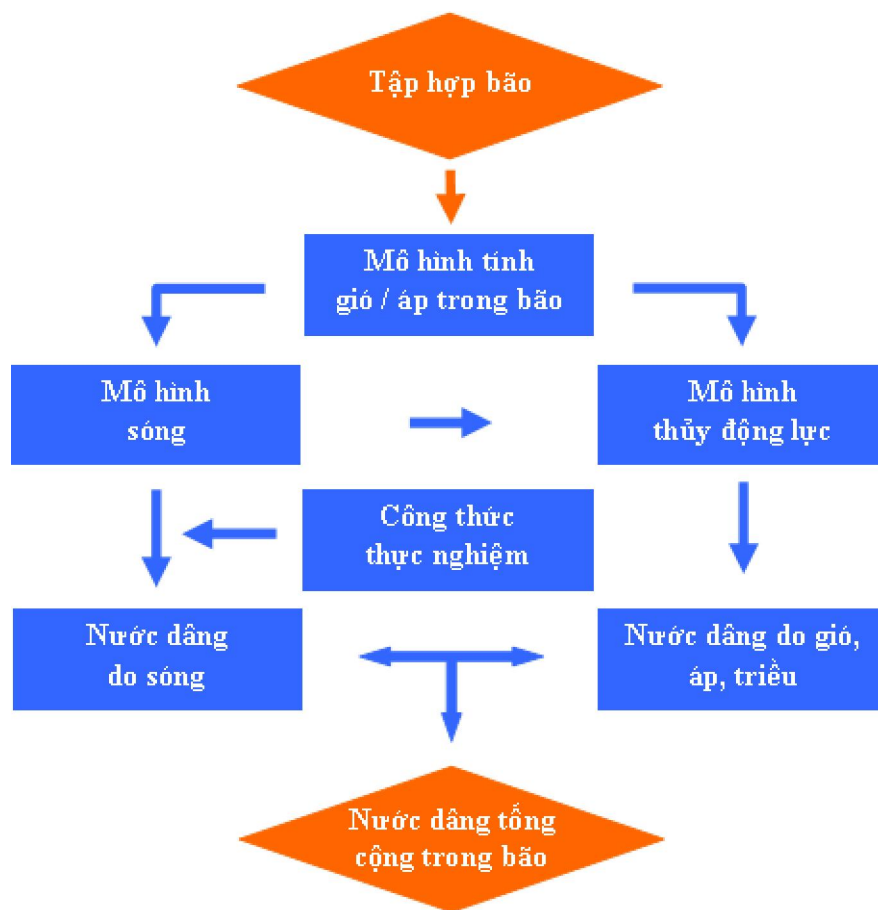 Tập hợp bão
Mô hình tính
gió / áp trong bão
Mô hình
sóng
Mô hình
thủy động lực
Công thức
thực nghiệm
Nước dâng
do sóng
Nước dâng do gió,
áp, triều
Nước dâng tổng
cộng trong bão